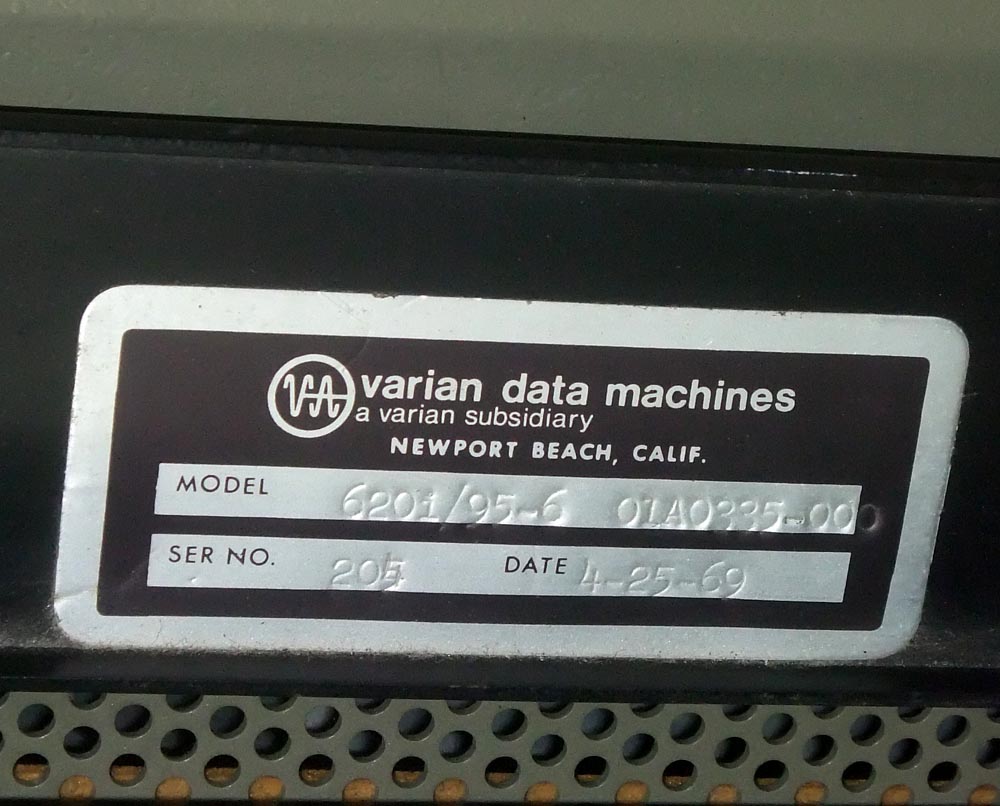 varian data machines
a varian subsidiary
NEWPORT BEACH, CALIF.
MODEL 6201/95-6 01A0335-000
SER NO. 205 DATE 4-25-69